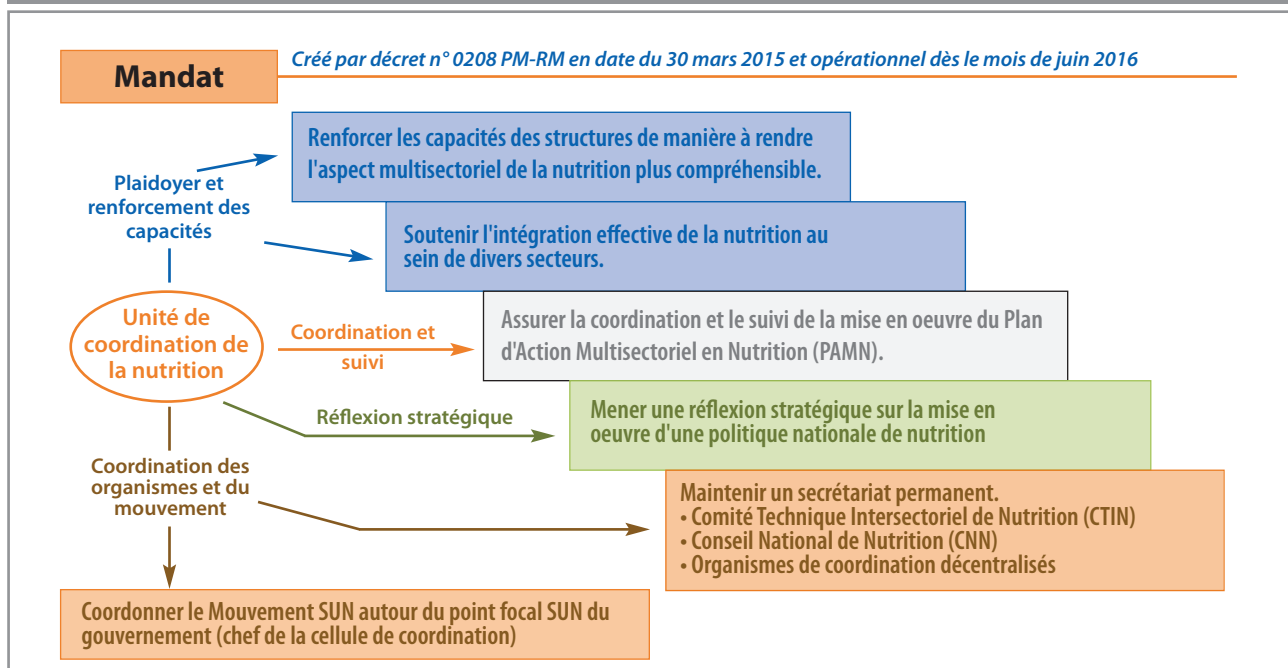 Mandat
Créé par décret n° 0208 PM-RM en date du 30 mars 2015 et opérationnel dès le mois de juin 2016
Renforcer les capacités des structures de manière à rendre
l'aspect multisectoriel de la nutrition plus compréhensible.
Plaidoyer et
renforcement des
capacités
Soutenir l'intégration effective de la nutrition au
sein de divers secteurs.
Unité de
coordination de
la nutrition
Coordination et
suivi
Assurer la coordination et le suivi de la mise en oeuvre du Plan
d'Action Multisectoriel en Nutrition (PAMN).
Réflexion stratégique
Mener une réflexion stratégique sur la mise en
oeuvre d'une politique nationale de nutrition
Coordination des
organismes et du
mouvement
Maintenir un secrétariat permanent.
• Comité Technique Intersectoriel de Nutrition (CTIN)
• Conseil National de Nutrition (CNN)
• Organismes de coordination décentralisés
Coordonner le Mouvement SUN autour du point focal SUN du
gouvernement (chef de la cellule de coordination)